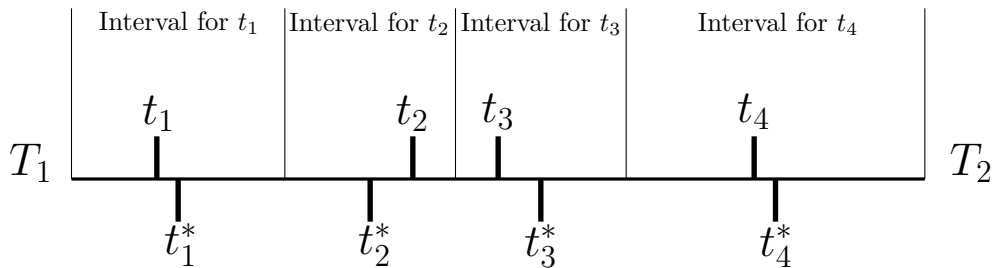 Interval for t₁ Interval for t₂ Interval for t₃ Interval for t₄
t₁ t₂ t₃ t₄
T₁ T₂
t₁* t₂* t₃* t₄*